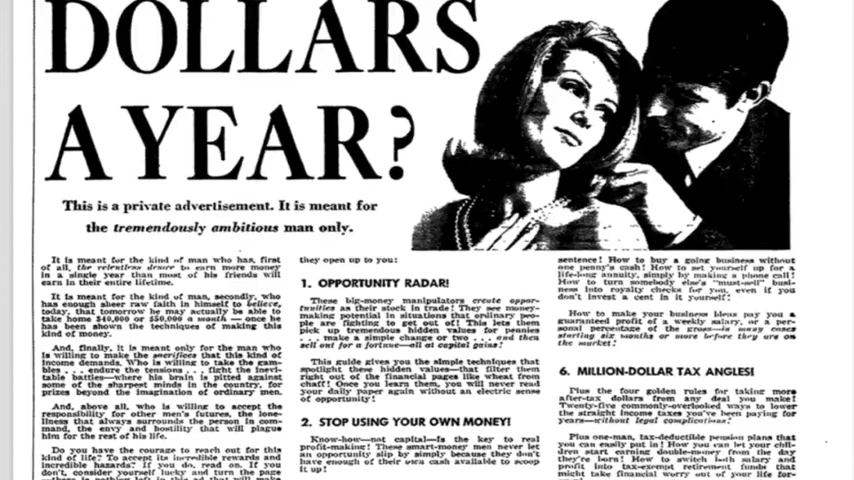 DOLLARS
A YEAR?
This is a private advertisement. It is meant for
the tremendously ambitious man only.
It is meant for the kind of man who has, first
of all, the relentless desire to earn more money
in a single year than most of his friends will
earn in their entire lifetime.
It is meant for the kind of man, secondly, who
has enough sheer raw faith in himself to believe,
today, that tomorrow he may actually be able to
take home $40,000 or $50,000 a month — once he
has been shown the techniques of making this
kind of money.
And, finally, it is meant only for the man who
is willing to make the sacrifices that this kind of
income demands. Who is willing to take the gam-
bles . . . endure the tensions . . . fight the inevi-
table battles—where his brain is pitted against
some of the sharpest minds in the country, for
prizes beyond the imagination of ordinary men.
And, above all, who is willing to accept the
responsibility for other men's futures, the lone-
liness that always surrounds the person in com-
mand, the envy and hostility that will plague
him for the rest of his life.
Do you have the courage to reach out for this
kind of life? To accept its incredible rewards and
incredible hazards? If you do, read on. If you
don't, consider yourself lucky and turn the page
they open up to you:
1. OPPORTUNITY RADAR!
These big-money manipulators create oppor-
tunities as their stock in trade! They see money-
making potential in situations that ordinary peo-
ple are fighting to get out of! This lets them
pick up tremendous hidden values for pennies
. . . make a simple change or two . . . and then
sell out for a fortune—all at capital gains!
This guide gives you the simple techniques that
spotlight these hidden values—that filter them
right out of the financial pages like wheat from
chaff! Once you learn them, you will never read
your daily paper again without an electric sense
of opportunity!
2. STOP USING YOUR OWN MONEY!
Know-how—not capital—is the key to real
profit-making! These smart-money men never let
an opportunity slip by simply because they don't
have enough of their own cash available to scoop
it up!
sentence! How to buy a going business without
one penny's cash! How to set yourself up for a
life-long annuity, simply by making a phone call!
How to turn somebody else's "must-sell" busi-
ness into royalty checks for you, even if you
don't invest a cent in it yourself!
How to make your business ideas pay you a
guaranteed profit of a weekly salary, or a per-
sonal percentage of the gross—in many cases
starting six months or more before they are on
the market!
6. MILLION-DOLLAR TAX ANGLES!
Plus the four golden rules for taking more
after-tax dollars from any deal you make!
Twenty-five commonly-overlooked ways to lower
the straight income taxes you've been paying for
years—without legal complications!
Plus one-man, tax-deductible pension plans that
you can easily put in! How you can let your chil-
dren start earning double-money from the day
they're born! How to switch both salary and
profit into tax-exempt retirement funds that
might take financial worry out of your life for-